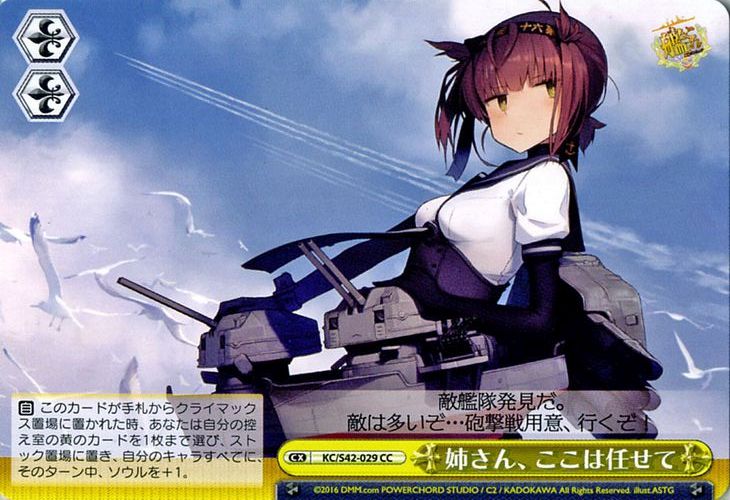 十六
艦これ
敵艦隊発見だ。
敵は多いぞ…砲撃戦用意、行くぞ！
自 このカードが手札からクライマックス置場に置かれた時、あなたは自分の控え室の黄のカードを1枚まで選び、ストック置場に置き、自分のキャラすべてに、そのターン中、ソウルを＋1。
CX KC/S42-029 CC
姉さん、ここは任せて
©2016 DMM.com POWERCHORD STUDIO / C2 / KADOKAWA All Rights Reserved. illust.ASTG